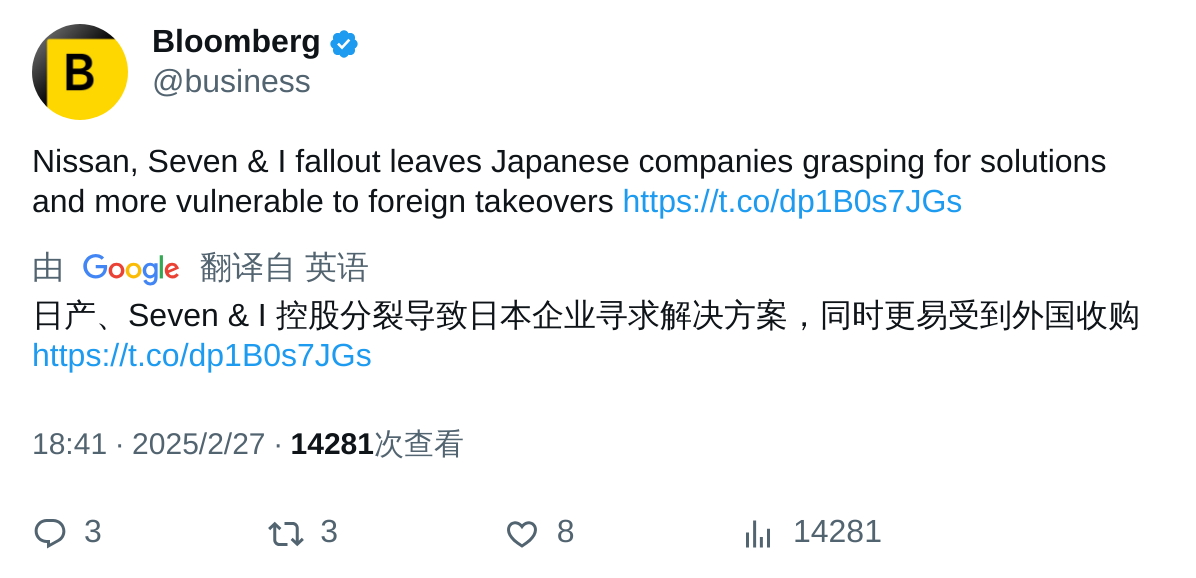 B
Bloomberg
@business
Nissan, Seven & I fallout leaves Japanese companies grasping for solutions
and more vulnerable to foreign takeovers https://t.co/dp1B0s7JGs
由 Google 翻译自 英语
日产、Seven & I 控股分裂导致日本企业寻求解决方案，同时更易受到外国收购
https://t.co/dp1B0s7JGs
18:41 · 2025/2/27 · 14281次查看
3 3 8 14281